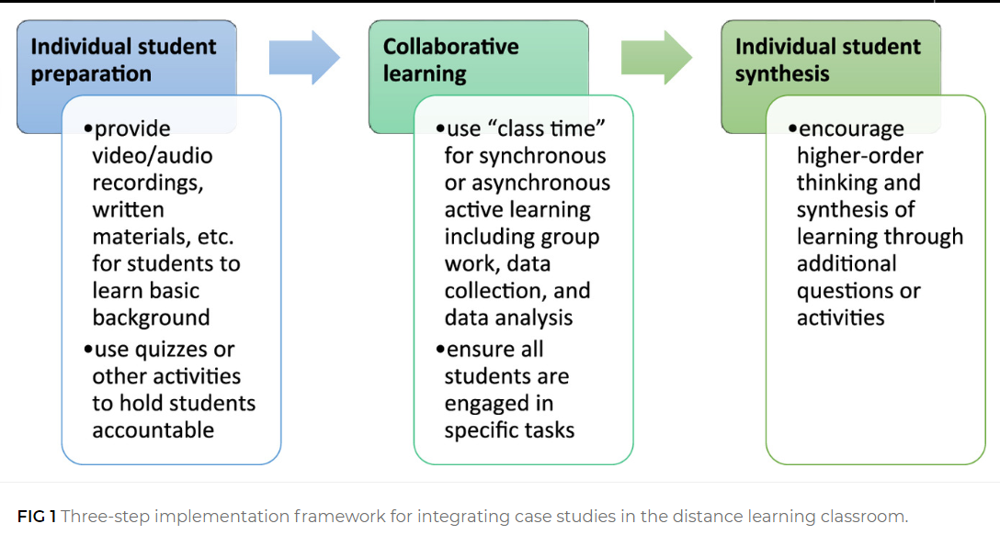 Individual student
preparation
•provide
video/audio
recordings,
written
materials, etc.
for students to
learn basic
background
•use quizzes or
other activities
to hold students
accountable
Collaborative
learning
•use “class time”
for synchronous
or asynchronous
active learning
including group
work, data
collection, and
data analysis
•ensure all
students are
engaged in
specific tasks
Individual student
synthesis
•encourage
higher-order
thinking and
synthesis of
learning through
additional
questions or
activities
FIG 1 Three-step implementation framework for integrating case studies in the distance learning classroom.